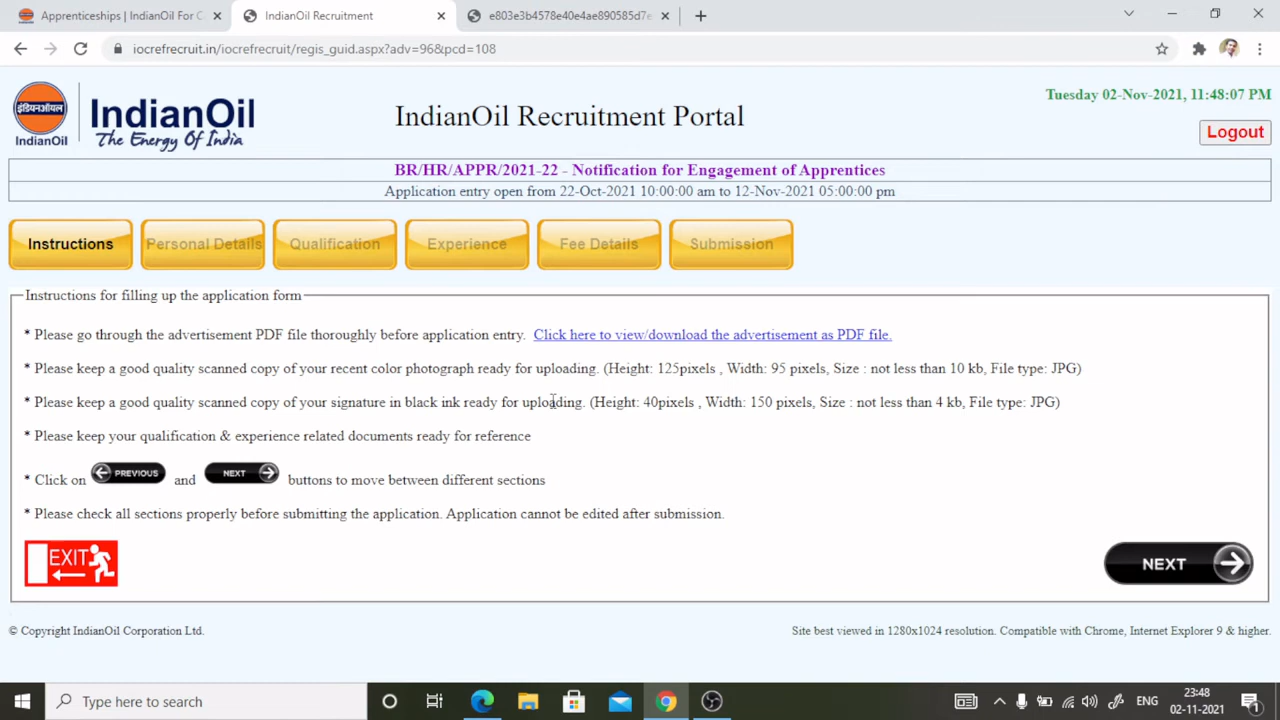 Apprenticeships | IndianOil For C
IndianOil Recruitment
e803e3b4578e40e4ae890585d7e
iocrefrecruit.in/iocrefrecruit/regis_guid.aspx?adv=96&pcd=108
इंडियनऑयल
IndianOil
IndianOil
The Energy Of India
IndianOil Recruitment Portal
Tuesday 02-Nov-2021, 11:48:07 PM
Logout
BR/HR/APPR/2021-22 - Notification for Engagement of Apprentices
Application entry open from 22-Oct-2021 10:00:00 am to 12-Nov-2021 05:00:00 pm
Instructions Personal Details Qualification Experience Fee Details Submission
Instructions for filling up the application form
* Please go through the advertisement PDF file thoroughly before application entry. Click here to view/download the advertisement as PDF file.
* Please keep a good quality scanned copy of your recent color photograph ready for uploading. (Height: 125pixels , Width: 95 pixels, Size : not less than 10 kb, File type: JPG)
* Please keep a good quality scanned copy of your signature in black ink ready for uploading. (Height: 40pixels , Width: 150 pixels, Size : not less than 4 kb, File type: JPG)
* Please keep your qualification & experience related documents ready for reference
* Click on PREVIOUS and NEXT buttons to move between different sections
* Please check all sections properly before submitting the application. Application cannot be edited after submission.
EXIT
NEXT
© Copyright IndianOil Corporation Ltd.
Site best viewed in 1280x1024 resolution. Compatible with Chrome, Internet Explorer 9 & higher.
Type here to search
ENG
23:48
02-11-2021
1